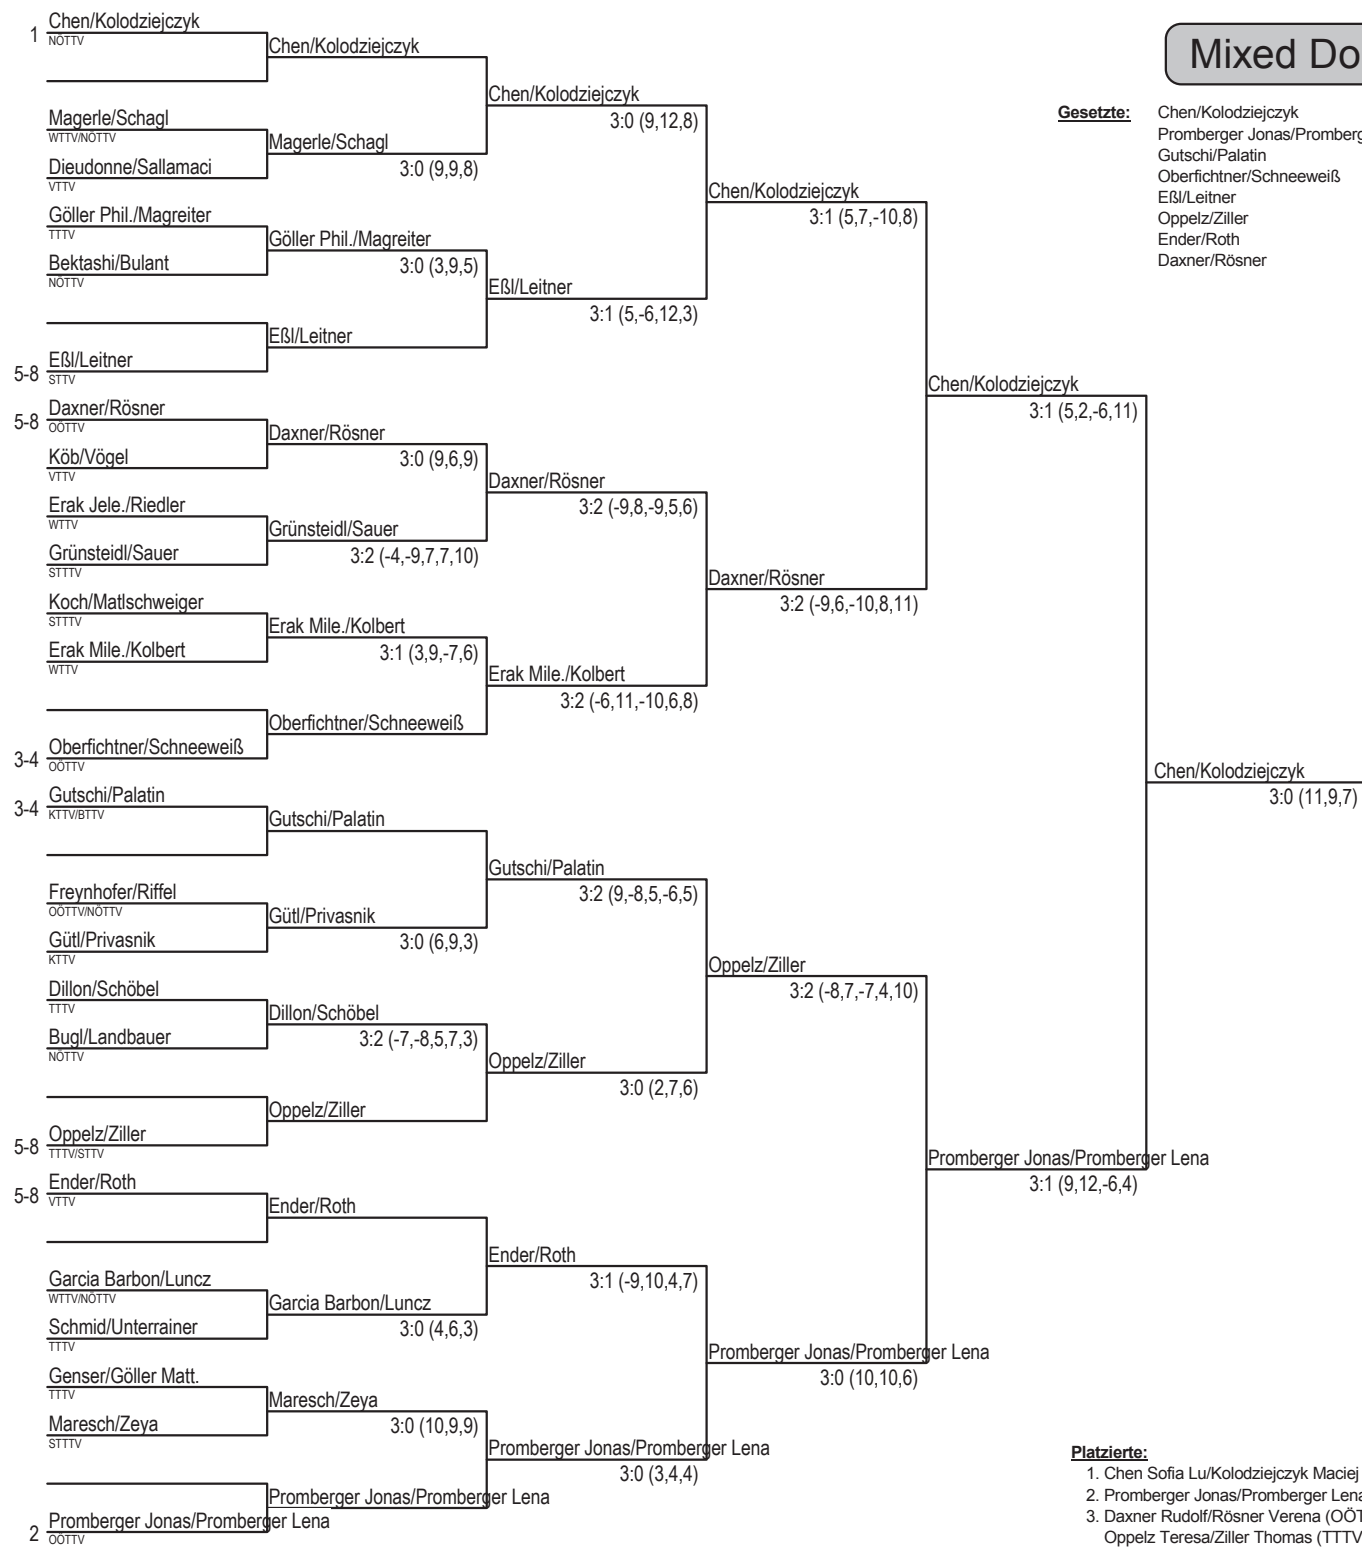 Mixed Do
Gesetzte:
Chen/Kolodziejczyk
Promberger Jonas/Promberg
Gutschi/Palatin
Oberfichtner/Schneeweiß
Eßl/Leitner
Oppelz/Ziller
Ender/Roth
Daxner/Rösner
1 Chen/Kolodziejczyk
NÖTTV
Magerle/Schagl
WTTV/NÖTTV
Dieudonne/Sallamaci
VTTV
Göller Phil./Magreiter
TTTV
Bektashi/Bulant
NÖTTV
5-8 Eßl/Leitner
STTV
5-8 Daxner/Rösner
OÖTTV
Köb/Vögel
VTTV
Erak Jele./Riedler
WTTV
Grünsteidl/Sauer
STTTV
Koch/Matlschweiger
STTTV
Erak Mile./Kolbert
WTTV
3-4 Oberfichtner/Schneeweiß
OÖTTV
3-4 Gutschi/Palatin
KTTV/BTTV
Freynhofer/Riffel
OÖTTV/NÖTTV
Gütl/Privasnik
KTTV
Dillon/Schöbel
TTTV
Bugl/Landbauer
NÖTTV
5-8 Oppelz/Ziller
TTTV/STTV
5-8 Ender/Roth
VTTV
Garcia Barbon/Luncz
WTTV/NÖTTV
Schmid/Unterrainer
TTTV
Genser/Göller Matt.
TTTV
Maresch/Zeya
STTTV
2 Promberger Jonas/Promberger Lena
OÖTTV
Chen/Kolodziejczyk
Magerle/Schagl
3:0 (9,9,8)
Göller Phil./Magreiter
3:0 (3,9,5)
Eßl/Leitner
Daxner/Rösner
3:0 (9,6,9)
Grünsteidl/Sauer
3:2 (-4,-9,7,7,10)
Erak Mile./Kolbert
3:1 (3,9,-7,6)
Oberfichtner/Schneeweiß
Gutschi/Palatin
Gütl/Privasnik
3:0 (6,9,3)
Dillon/Schöbel
3:2 (-7,-8,5,7,3)
Oppelz/Ziller
Ender/Roth
Garcia Barbon/Luncz
3:0 (4,6,3)
Maresch/Zeya
3:0 (10,9,9)
Promberger Jonas/Promberger Lena
Chen/Kolodziejczyk
3:0 (9,12,8)
Eßl/Leitner
3:1 (5,-6,12,3)
Daxner/Rösner
3:2 (-9,8,-9,5,6)
Erak Mile./Kolbert
3:2 (-6,11,-10,6,8)
Gutschi/Palatin
3:2 (9,-8,5,-6,5)
Oppelz/Ziller
3:0 (2,7,6)
Ender/Roth
3:1 (-9,10,4,7)
Promberger Jonas/Promberger Lena
3:0 (3,4,4)
Chen/Kolodziejczyk
3:1 (5,7,-10,8)
Daxner/Rösner
3:2 (-9,6,-10,8,11)
Oppelz/Ziller
3:2 (-8,7,-7,4,10)
Promberger Jonas/Promberger Lena
3:0 (10,10,6)
Chen/Kolodziejczyk
3:1 (5,2,-6,11)
Promberger Jonas/Promberger Lena
3:1 (9,12,-6,4)
Chen/Kolodziejczyk
3:0 (11,9,7)
Platzierte:
1. Chen Sofia Lu/Kolodziejczyk Maciej
2. Promberger Jonas/Promberger Lena
3. Daxner Rudolf/Rösner Verena (OÖT
Oppelz Teresa/Ziller Thomas (TTTV